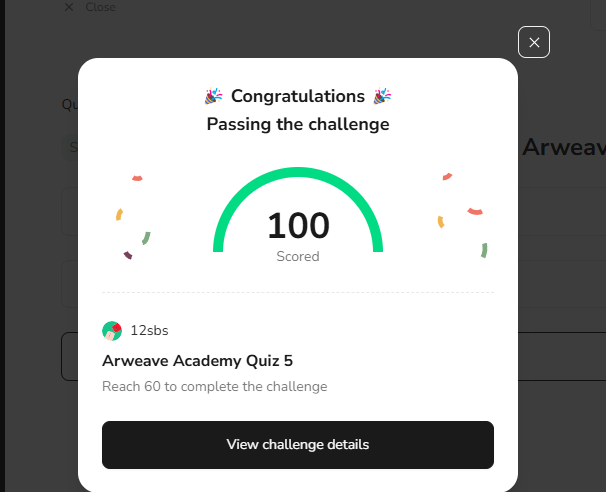 Close
Qu
S
Arweav
Congratulations
Passing the challenge
100
Scored
12sbs
Arweave Academy Quiz 5
Reach 60 to complete the challenge
View challenge details